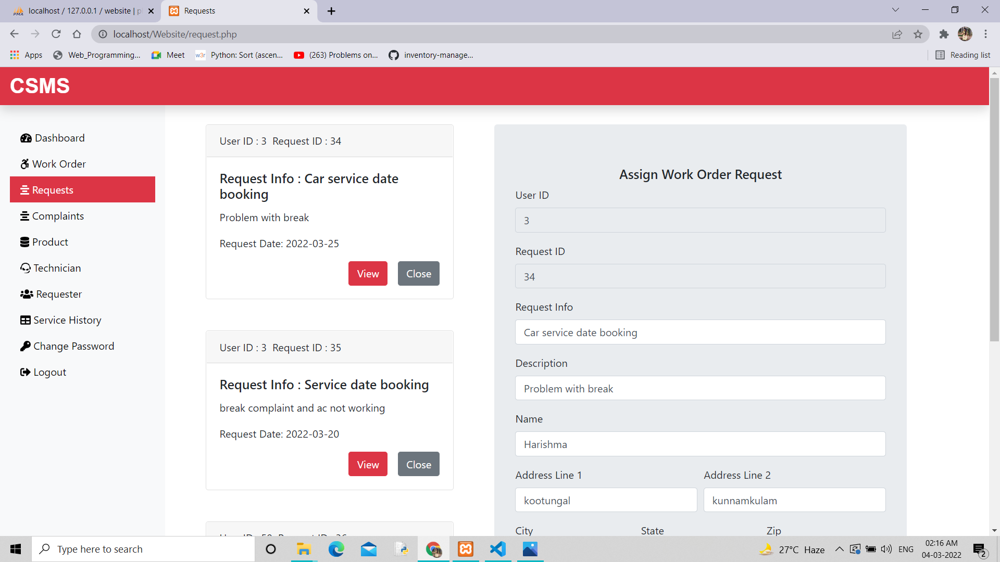 localhost / 127.0.0.1 / website | p
Requests
localhost/Website/request.php
Apps
Web_Programming...
Meet
w3r
Python: Sort (ascen...
(263) Problems on...
inventory-manage...
Reading list
CSMS
Dashboard
Work Order
Requests
Complaints
Product
Technician
Requester
Service History
Change Password
Logout
User ID : 3 Request ID : 34
Request Info : Car service date
booking
Problem with break
Request Date: 2022-03-25
View Close
User ID : 3 Request ID : 35
Request Info : Service date booking
break complaint and ac not working
Request Date: 2022-03-20
View Close
Assign Work Order Request
User ID
3
Request ID
34
Request Info
Car service date booking
Description
Problem with break
Name
Harishma
Address Line 1 Address Line 2
kootungal kunnamkulam
City State Zip
Type here to search
27°C Haze
ENG
02:16 AM
04-03-2022
2